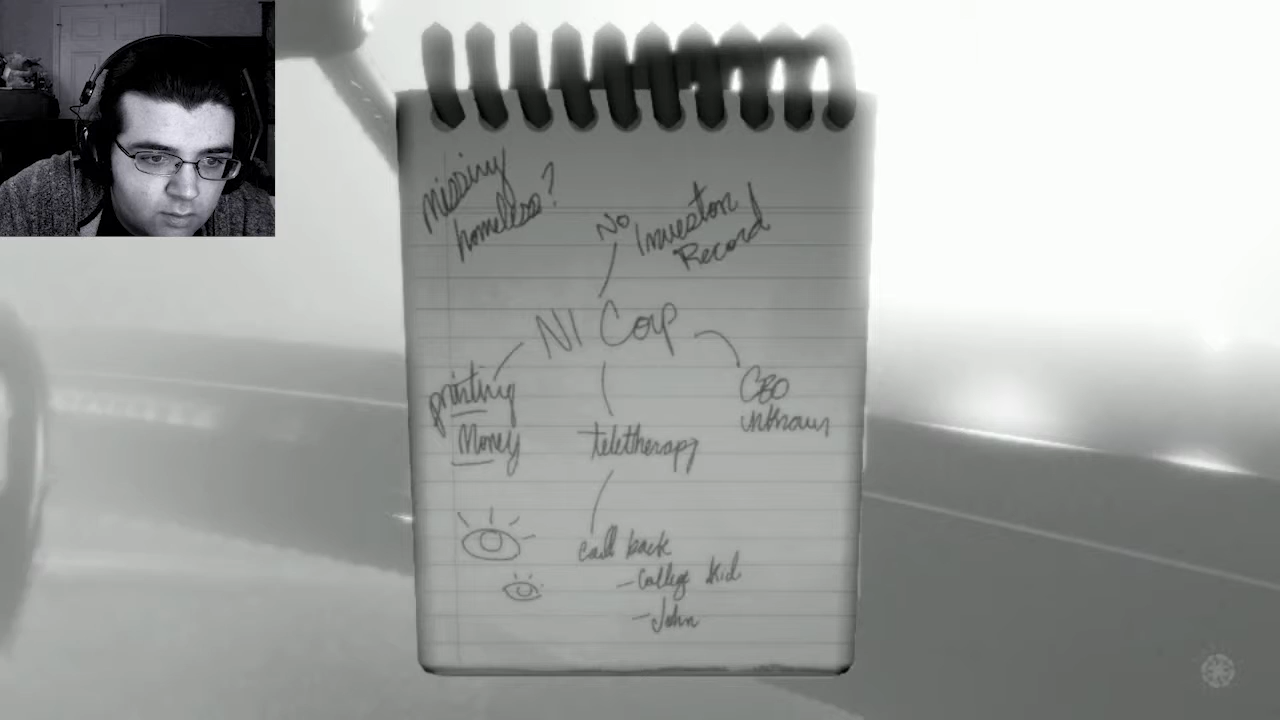 missing
homeless?
No Investor
Record
NI Corp
printing
Money
teletherapy
CEO
unknown
call back
- College kid
- John